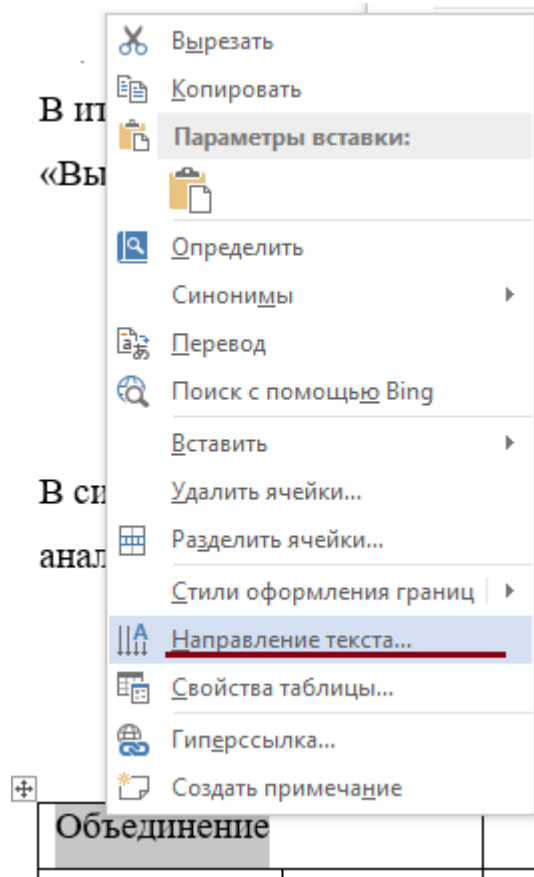 Вырезать
Копировать
В ит
Параметры вставки:
«Вы
Определить
Синонимы
Перевод
Поиск с помощью Bing
Вставить
В си
Удалить ячейки...
Разделить ячейки...
анал
Стили оформления границ
Направление текста...
Свойства таблицы...
Гиперссылка...
Создать примечание
Объединение